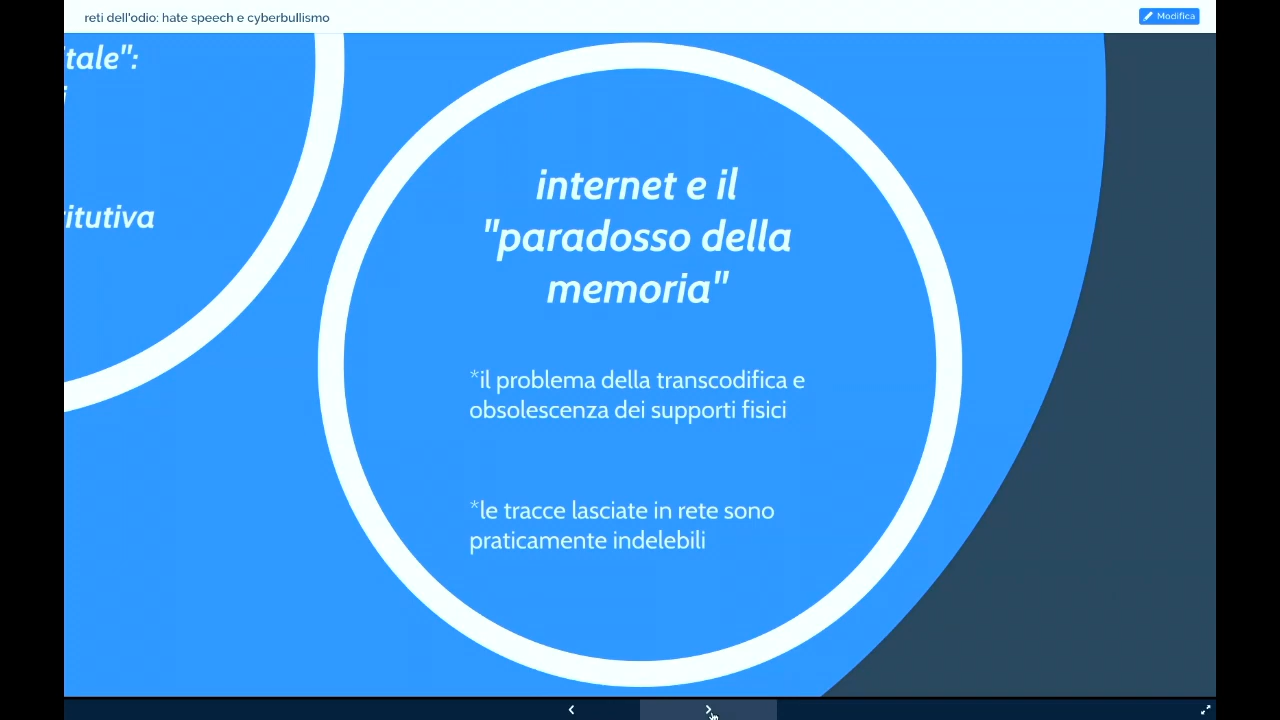 reti dell'odio: hate speech e cyberbullismo
Modifica
itutiva
internet e il
"paradosso della
memoria"
*il problema della transcodifica e
obsolescenza dei supporti fisici
*le tracce lasciate in rete sono
praticamente indelebili